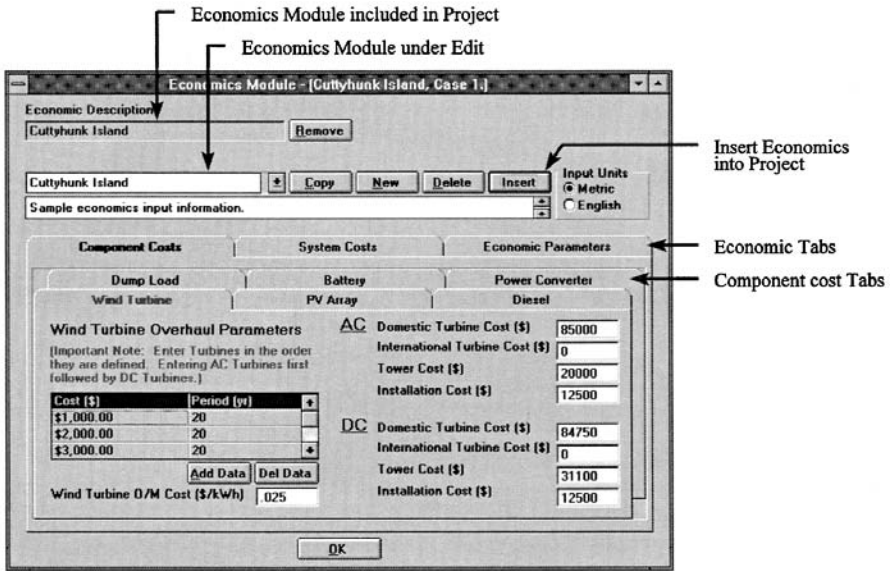 Economics Module included in Project
Economics Module under Edit
Economics Module - [Cuttyhunk Island, Case 1.]
Economic Description
Cuttyhunk Island
Remove
Insert Economics
into Project
Cuttyhunk Island
Copy
New
Delete
Insert
Input Units
Metric
English
Sample economics input information.
Component Costs
System Costs
Economic Parameters
Economic Tabs
Dump Load
Battery
Power Converter
Component cost Tabs
Wind Turbine
PV Array
Diesel
Wind Turbine Overhaul Parameters
(Important Note: Enter Turbines in the order
they are defined. Entering AC Turbines first
followed by DC Turbines.)
Cost ($) Period (yr)
$1,000.00 20
$2,000.00 20
$3,000.00 20
Add Data
Del Data
Wind Turbine O/M Cost ($/kWh) .025
AC
Domestic Turbine Cost ($) 85000
International Turbine Cost ($) 0
Tower Cost ($) 20000
Installation Cost ($) 12500
DC
Domestic Turbine Cost ($) 84750
International Turbine Cost ($) 0
Tower Cost ($) 31100
Installation Cost ($) 12500
OK